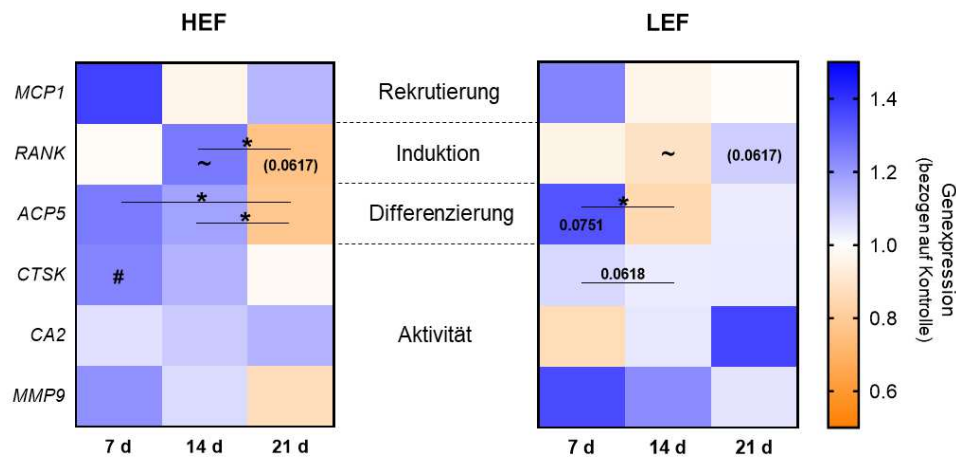 HEF
LEF
MCP1
RANK
ACP5
CTSK
CA2
MMP9
*
~
(0.0617)
*
*
#
7 d
14 d
21 d
Rekrutierung
Induktion
Differenzierung
Aktivität
~
(0.0617)
*
0.0751
0.0618
7 d
14 d
21 d
1.4
1.2
1.0
0.8
0.6
Genexpression
(bezogen auf Kontrolle)